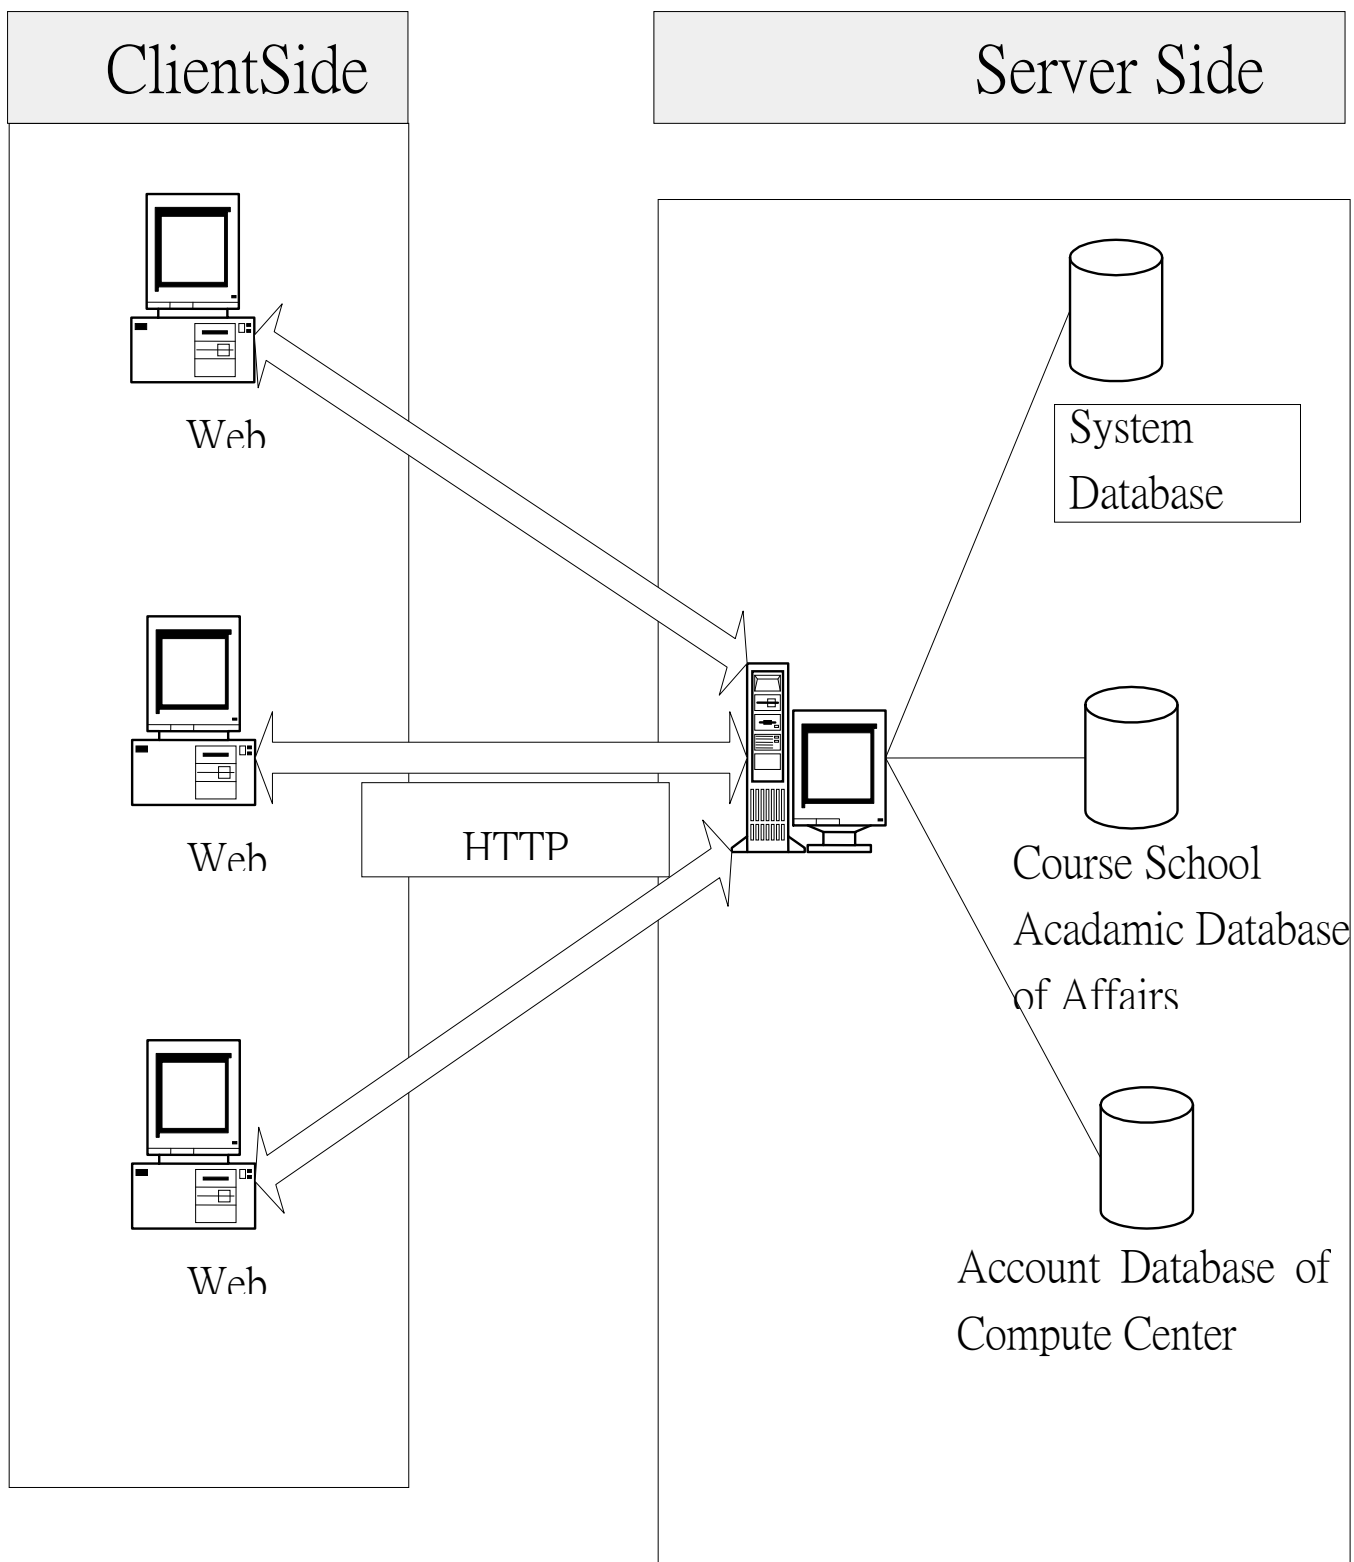 ClientSide
Server Side
Web
System
Database
Web
HTTP
Course School
Acadamic Database
of Affairs
Web
Account Database of
Compute Center